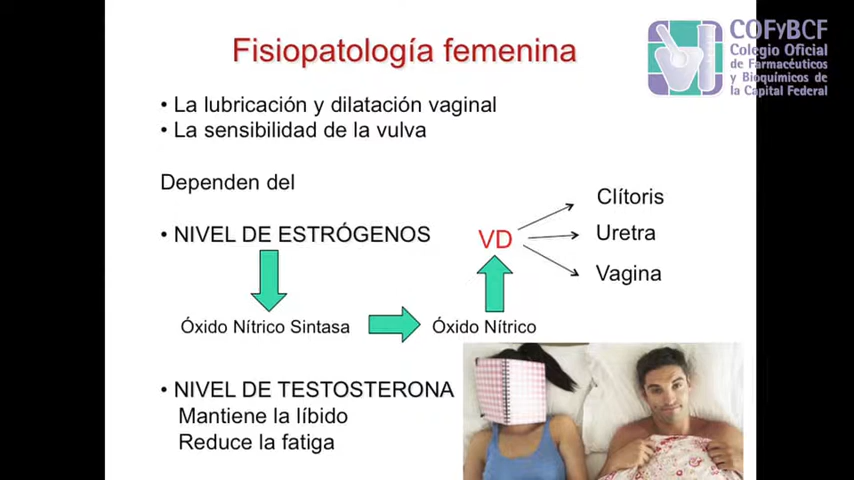 Fisiopatología femenina
COFyBCF
Colegio Oficial
de Farmacéuticos
y Bioquímicos de
la Capital Federal
• La lubricación y dilatación vaginal
• La sensibilidad de la vulva
Dependen del
• NIVEL DE ESTRÓGENOS
VD
Clítoris
Uretra
Vagina
Óxido Nítrico Sintasa
Óxido Nítrico
• NIVEL DE TESTOSTERONA
Mantiene la líbido
Reduce la fatiga